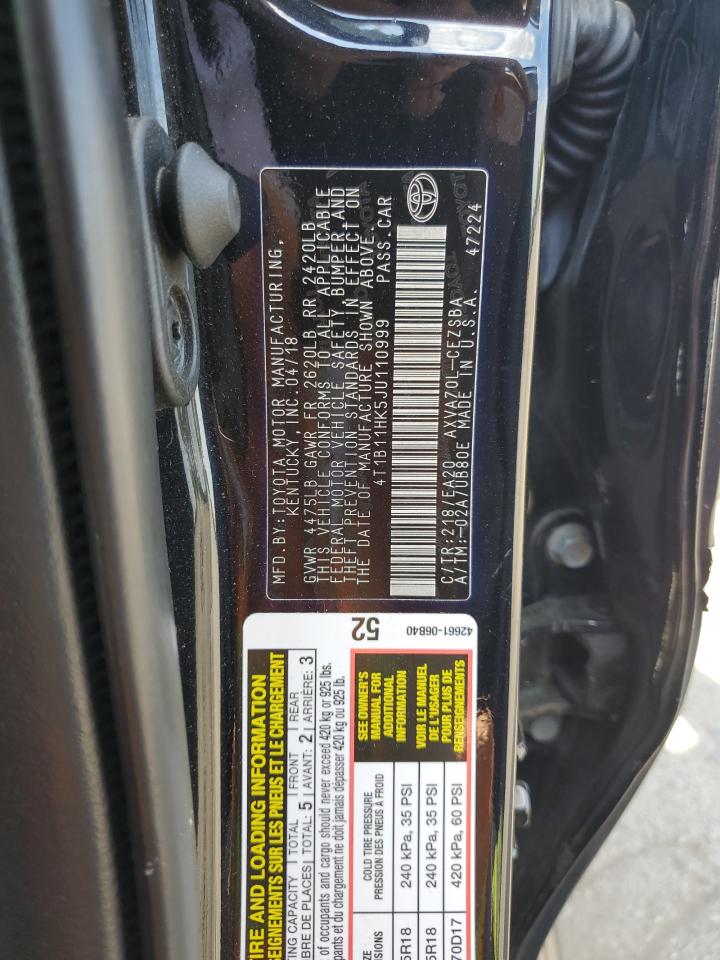 MFD.BY:TOYOTA MOTOR MANUFACTURING,
KENTUCKY, INC.04/18
GVWR 4475LB GAWR FR 2620LB RR 2420LB
THIS VEHICLE CONFORMS TO ALL APPLICABLE
FEDERAL MOTOR VEHICLE SAFETY, BUMPER,AND
THEFT PREVENTION STANDARDS IN EFFECT ON
THE DATE OF MANUFACTURE SHOWN ABOVE.
4T1B11HK5JU110999 PASS.CAR
C/TR:218/FA20 AXVA70L-CEZSBA
A/TM:-02A/UB80E MADE IN U.S.A. 47224
TIRE AND LOADING INFORMATION
RENSEIGNEMENTS SUR LES PNEUS ET LE CHARGEMENT
CAPACITY TOTAL FRONT REAR
DE PLACES TOTAL: 5 AVANT: 2 ARRIÈRE: 3
of occupants and cargo should never exceed 420 kg or 925 lbs.
et du chargement ne doit jamais dépasser 420 kg ou 925 lb.
52
42661-06B40
COLD TIRE PRESSURE
PRESSION DES PNEUS À FROID
5R18 240 kPa, 35 PSI
5R18 240 kPa, 35 PSI
70D17 420 kPa, 60 PSI
SEE OWNER'S
MANUAL FOR
ADDITIONAL
INFORMATION
VOIR LE MANUEL
DE L'USAGER
POUR PLUS DE
RENSEIGNEMENTS